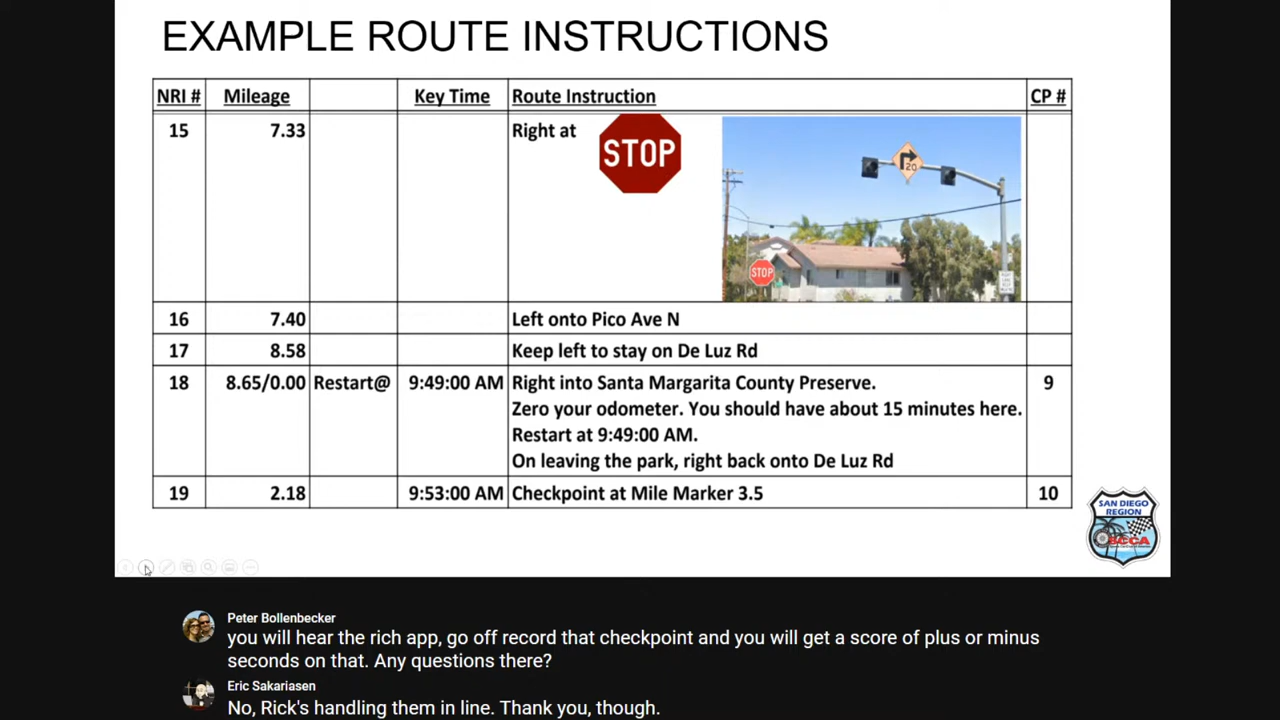 EXAMPLE ROUTE INSTRUCTIONS
NRI # Mileage Key Time Route Instruction CP #
15 7.33 Right at STOP
20
STOP
16 7.40 Left onto Pico Ave N
17 8.58 Keep left to stay on De Luz Rd
18 8.65/0.00 Restart@ 9:49:00 AM Right into Santa Margarita County Preserve. 9
Zero your odometer. You should have about 15 minutes here.
Restart at 9:49:00 AM.
On leaving the park, right back onto De Luz Rd
19 2.18 9:53:00 AM Checkpoint at Mile Marker 3.5 10
SAN DIEGO
REGION
SCCA
Peter Bollenbecker
you will hear the rich app, go off record that checkpoint and you will get a score of plus or minus
seconds on that. Any questions there?
Eric Sakariasen
No, Rick's handling them in line. Thank you, though.